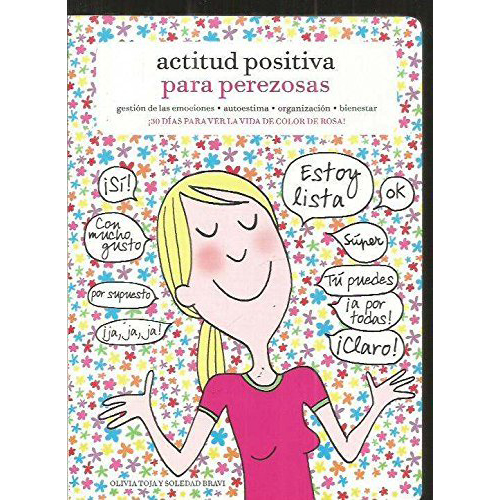 actitud positiva
para perezosas
gestión de las emociones • autoestima • organización • bienestar
¡30 DÍAS PARA VER LA VIDA DE COLOR DE ROSA!
¡Sí!
Con
mucho
gusto
por supuesto
¡ja, ja, ja!
Estoy
lista
OK
Súper
Tú puedes
¡a por
todas!
¡Claro!
OLIVIA TOJA Y SOLEDAD BRAVI